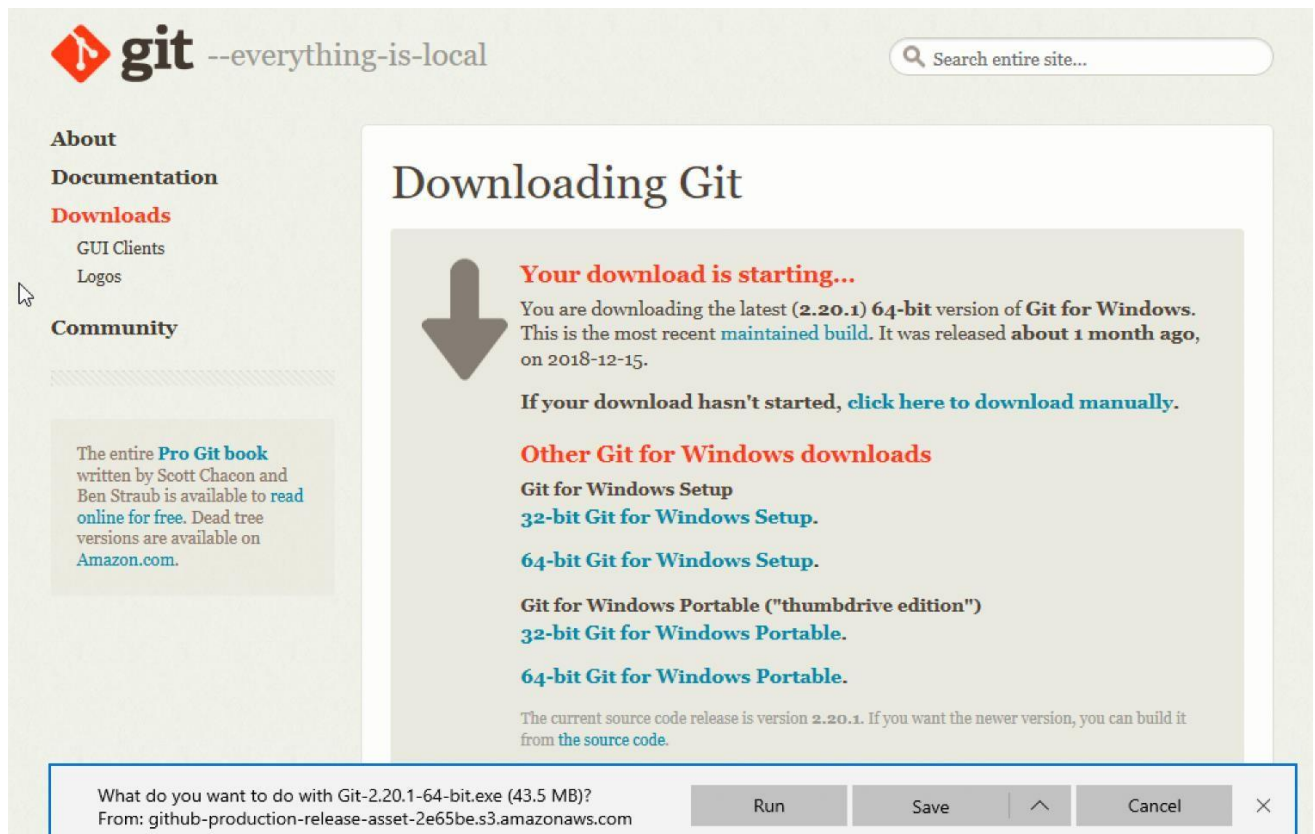 git --everything-is-local
Search entire site...
About
Documentation
Downloads
GUI Clients
Logos
Community
The entire Pro Git book
written by Scott Chacon and
Ben Straub is available to read
online for free. Dead tree
versions are available on
Amazon.com.
Downloading Git
Your download is starting...
You are downloading the latest (2.20.1) 64-bit version of Git for Windows.
This is the most recent maintained build. It was released about 1 month ago,
on 2018-12-15.
If your download hasn't started, click here to download manually.
Other Git for Windows downloads
Git for Windows Setup
32-bit Git for Windows Setup.
64-bit Git for Windows Setup.
Git for Windows Portable ("thumbdrive edition")
32-bit Git for Windows Portable.
64-bit Git for Windows Portable.
The current source code release is version 2.20.1. If you want the newer version, you can build it
from the source code.
What do you want to do with Git-2.20.1-64-bit.exe (43.5 MB)?
From: github-production-release-asset-2e65be.s3.amazonaws.com
Run
Save
Cancel